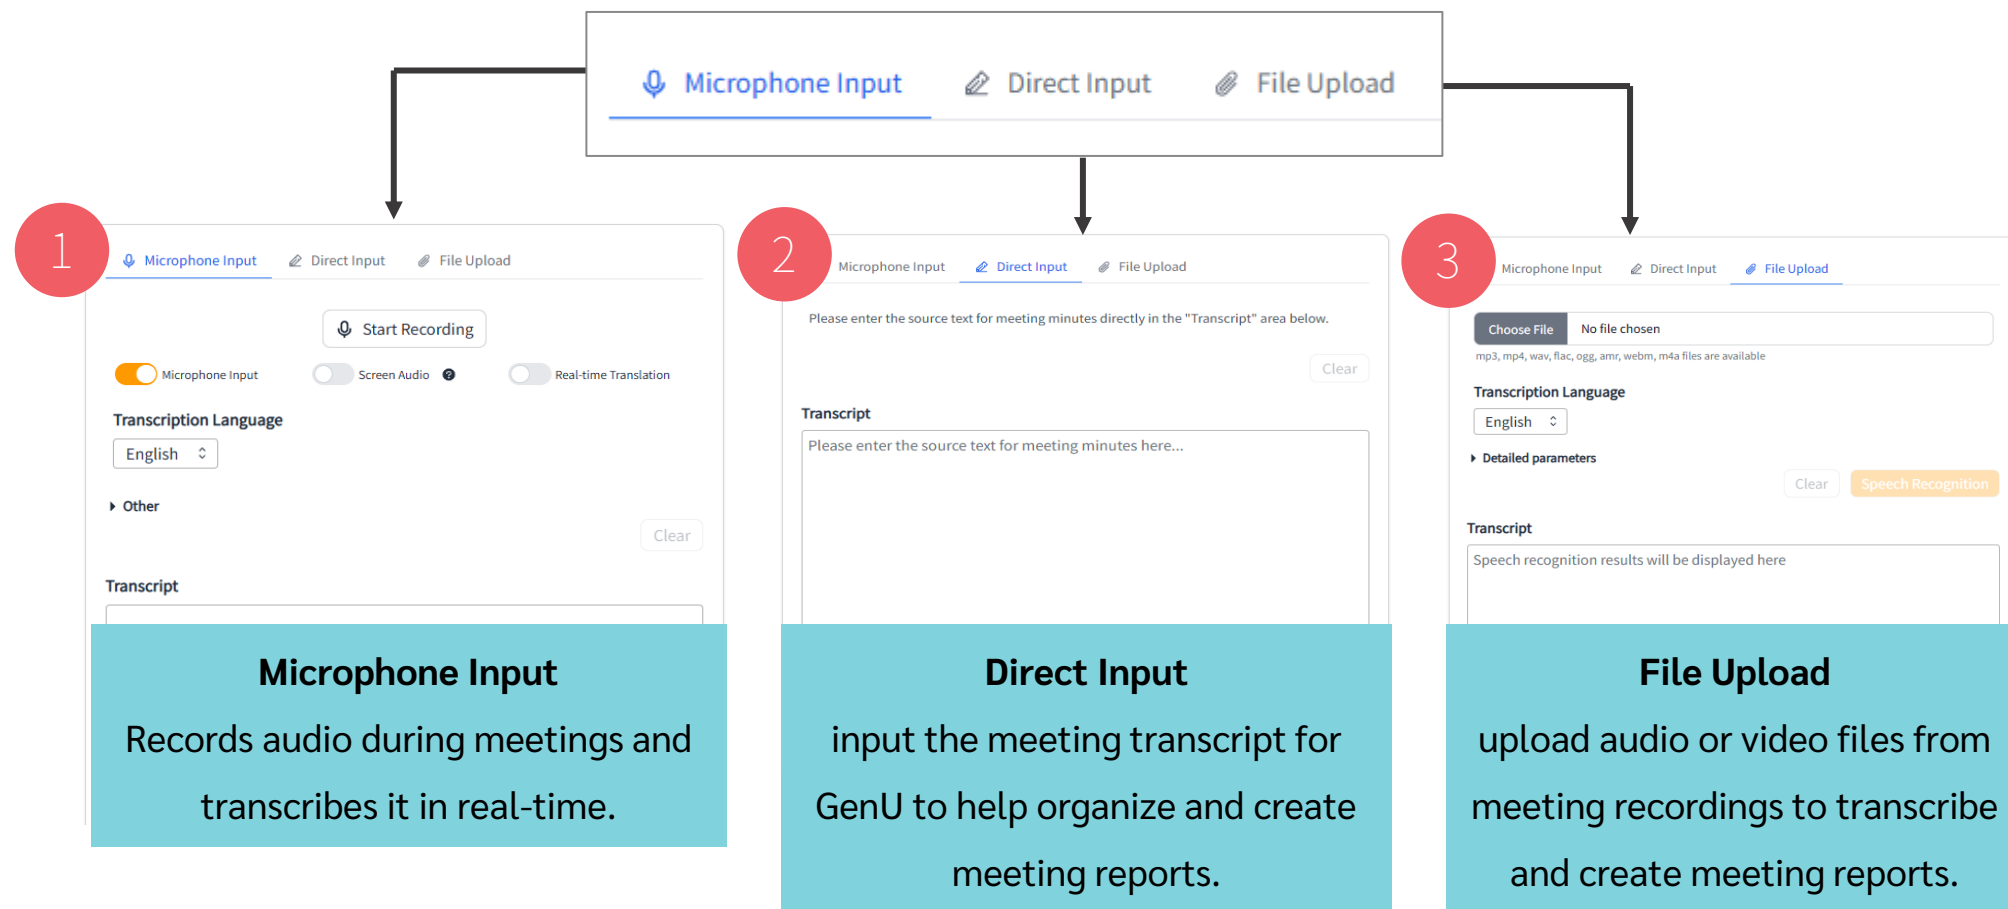 Microphone Input
Direct Input
File Upload
1
Microphone Input
Direct Input
File Upload
Start Recording
Microphone Input
Screen Audio
?
Real-time Translation
Transcription Language
English
Other
Clear
Transcript
Microphone Input
Records audio during meetings and
transcribes it in real-time.
2
Microphone Input
Direct Input
File Upload
Please enter the source text for meeting minutes directly in the "Transcript" area below.
Clear
Transcript
Please enter the source text for meeting minutes here...
Direct Input
input the meeting transcript for
GenU to help organize and create
meeting reports.
3
Microphone Input
Direct Input
File Upload
Choose File
No file chosen
mp3, mp4, wav, flac, ogg, amr, webm, m4a files are available
Transcription Language
English
Detailed parameters
Clear
Speech Recognition
Transcript
Speech recognition results will be displayed here
File Upload
upload audio or video files from
meeting recordings to transcribe
and create meeting reports.